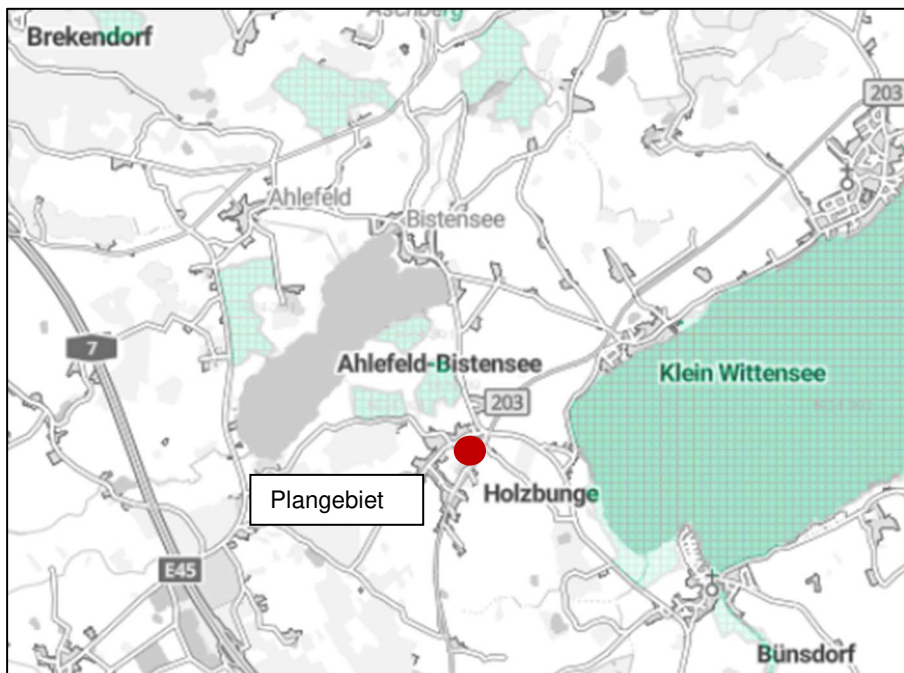 Aschberg
Brekendorf
203
Ahlefeld
Bistensee
7
Ahlefeld-Bistensee
Klein Wittensee
203
Plangebiet
Holzbunge
E45
Bünsdorf